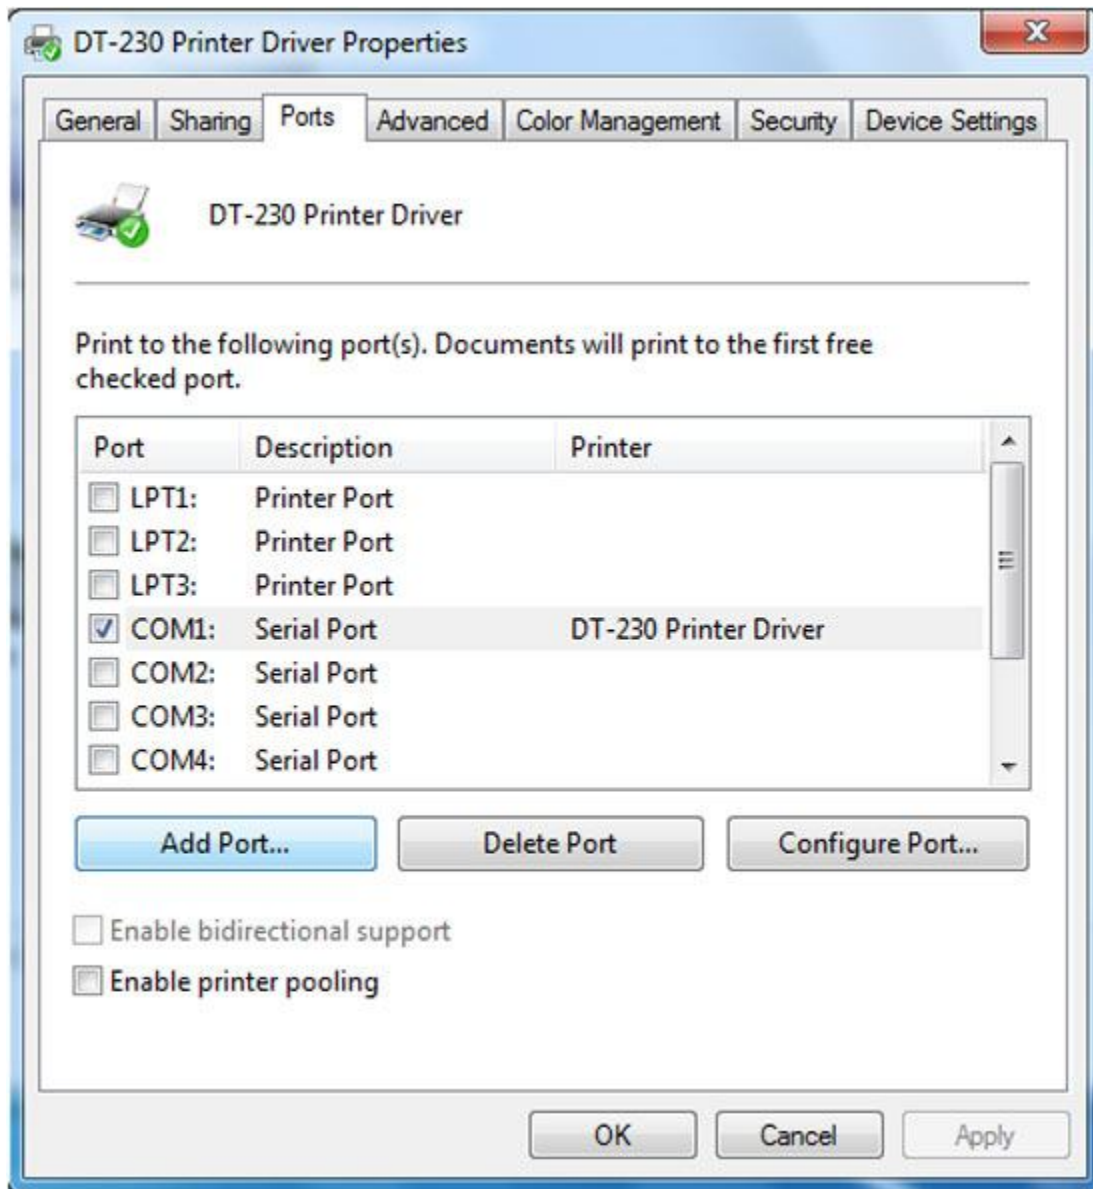 DT-230 Printer Driver Properties
X
General Sharing Ports Advanced Color Management Security Device Settings
DT-230 Printer Driver
Print to the following port(s). Documents will print to the first free
checked port.
Port Description Printer
LPT1: Printer Port
LPT2: Printer Port
LPT3: Printer Port
COM1: Serial Port DT-230 Printer Driver
COM2: Serial Port
COM3: Serial Port
COM4: Serial Port
Add Port... Delete Port Configure Port...
Enable bidirectional support
Enable printer pooling
OK Cancel Apply